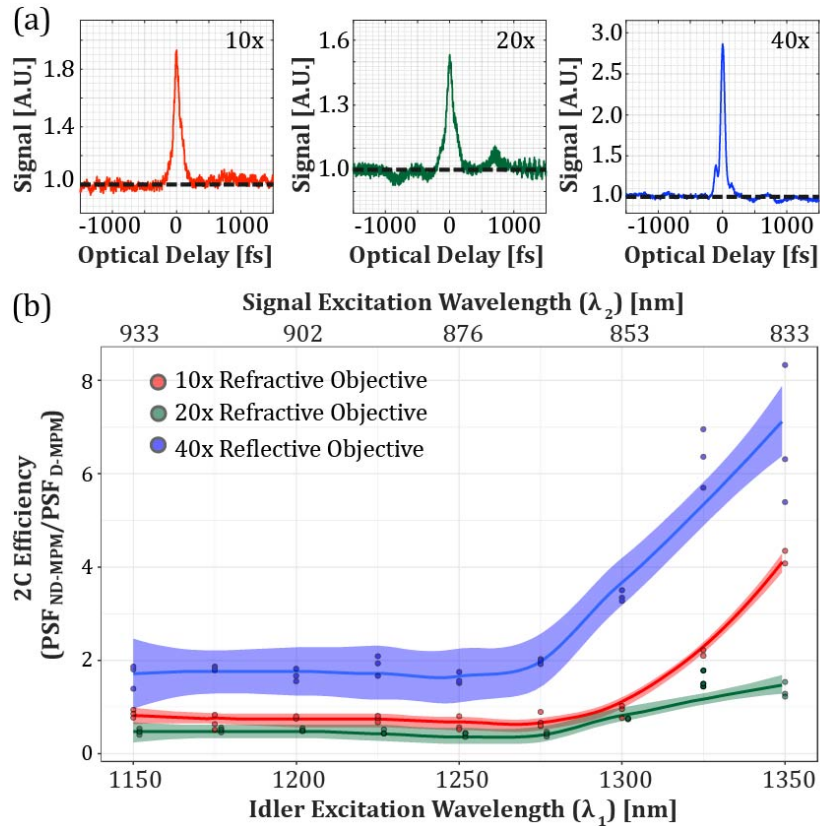 (a)
10x
20x
40x
Signal [A.U.]
1.8
1.4
1.0
-1000 0 1000
Optical Delay [fs]
Signal [A.U.]
1.6
1.3
1.0
-1000 0 1000
Optical Delay [fs]
Signal [A.U.]
3.0
2.5
2.0
1.5
1.0
-1000 0 1000
Optical Delay [fs]
(b)
Signal Excitation Wavelength (λ₂) [nm]
933 902 876 853 833
10x Refractive Objective
20x Refractive Objective
40x Reflective Objective
2C Efficiency
(PSF_ND-MPM/PSF_D-MPM)
8
6
4
2
0
1150 1200 1250 1300 1350
Idler Excitation Wavelength (λ₁) [nm]